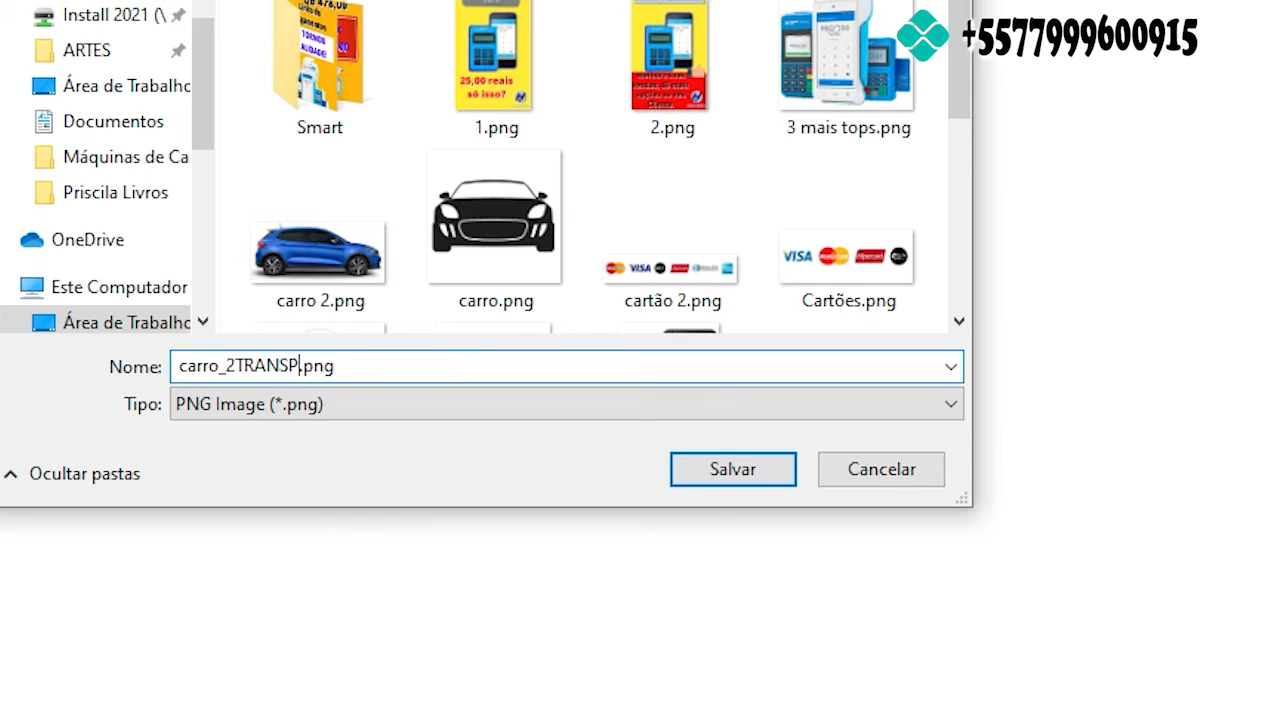 +5577999600915
Install 2021 (\
ARTES
Área de Trabalho
Documentos
Máquinas de Ca
Priscila Livros
OneDrive
Este Computador
Área de Trabalho
25,00 reais
só isso?
Smart
1.png
2.png
3 mais tops.png
VISA
VISA
carro 2.png
carro.png
cartão 2.png
Cartões.png
Nome:
carro_2TRANSP.png
Tipo:
PNG Image (*.png)
Ocultar pastas
Salvar
Cancelar